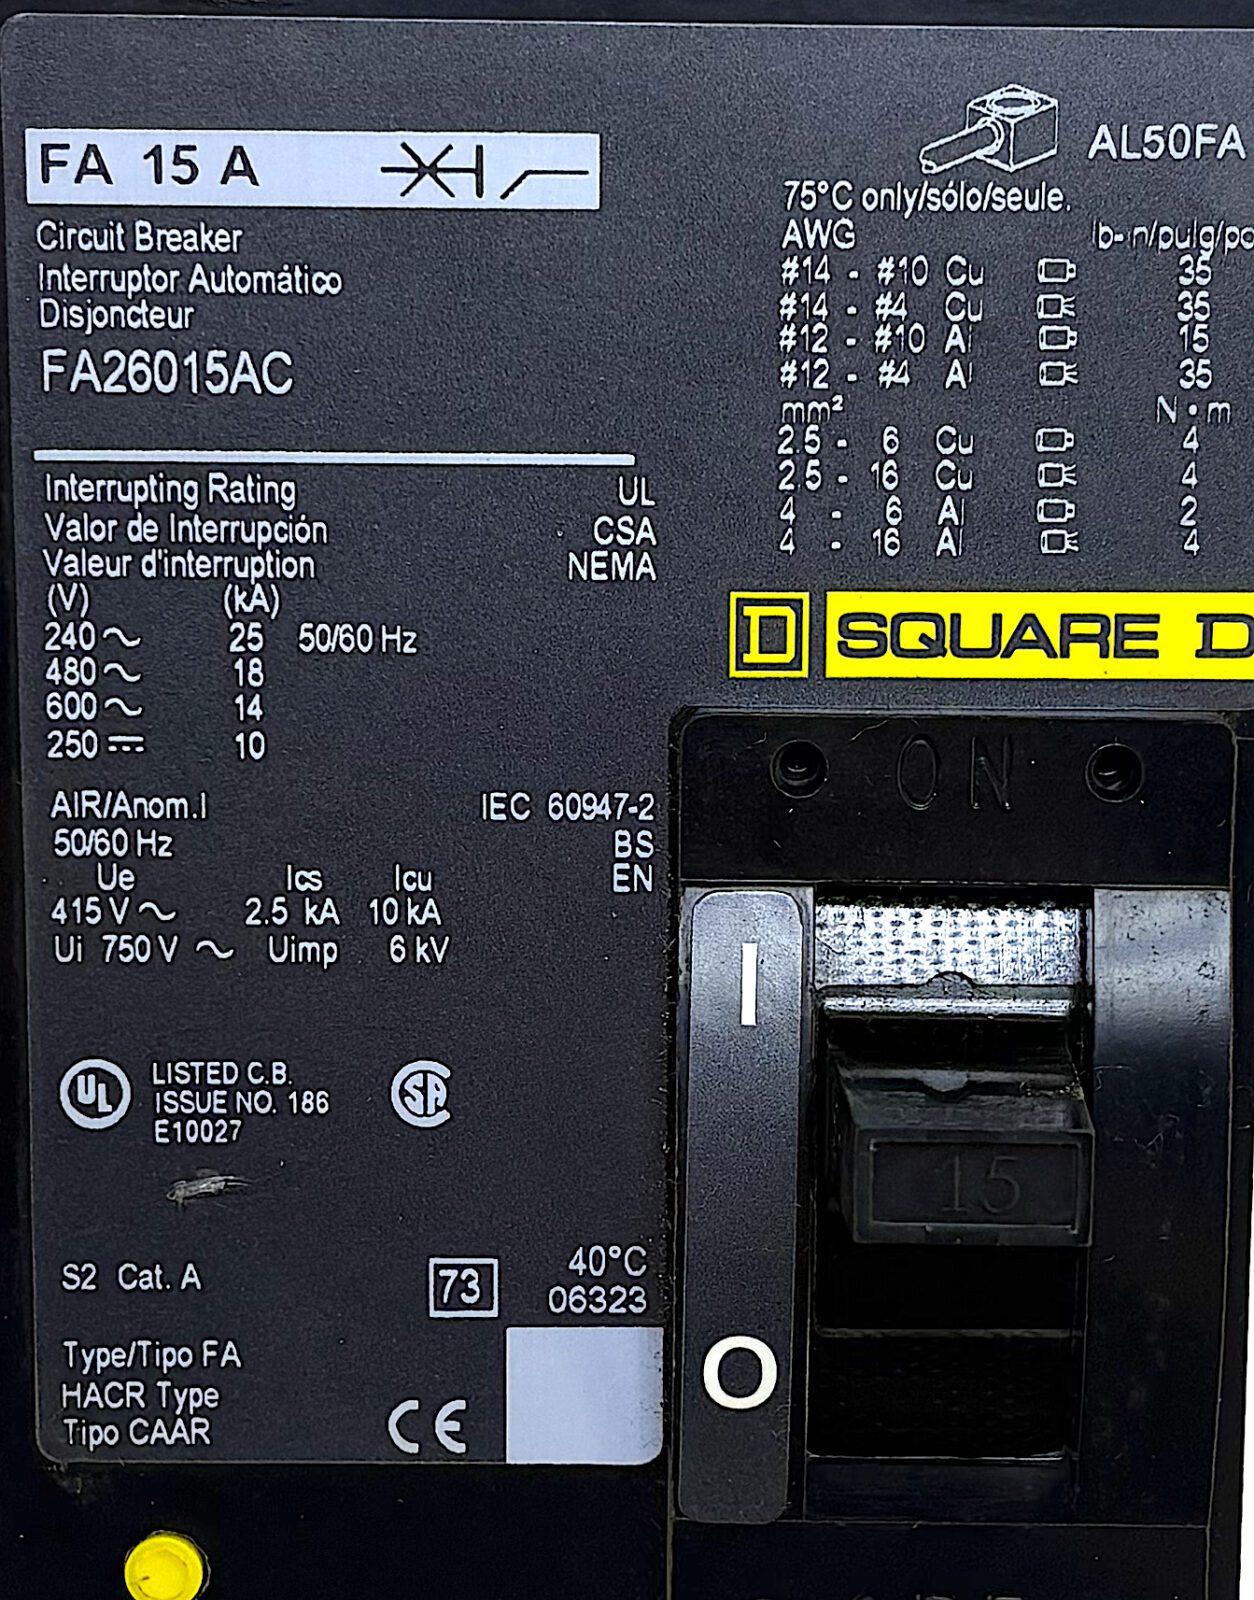 FA 15 A
Circuit Breaker
Interruptor Automático
Disjoncteur
FA26015AC
Interrupting Rating UL
Valor de Interrupción CSA
Valeur d'interruption NEMA
(V) (kA)
240 ~ 25 50/60 Hz
480 ~ 18
600 ~ 14
250 ⎓ 10
AIR/Anom.I IEC 60947-2
50/60 Hz BS
Ue Ics Icu EN
415 V ~ 2.5 kA 10 kA
Ui 750 V ~ Uimp 6 kV
UL
LISTED C.B.
ISSUE NO. 186
E10027
SA
S2 Cat. A
73
40°C
06323
Type/Tipo FA
HACR Type
Tipo CAAR
CE
AL50FA
75°C only/sólo/seule.
AWG lb-in/pulg/po
#14 - #10 Cu 35
#14 - #4 Cu 35
#12 - #10 Al 15
#12 - #4 Al 35
mm² N • m
2.5 - 6 Cu 4
2.5 - 16 Cu 4
4 - 6 Al 2
4 - 16 Al 4
D SQUARE D
ON
I
15
O